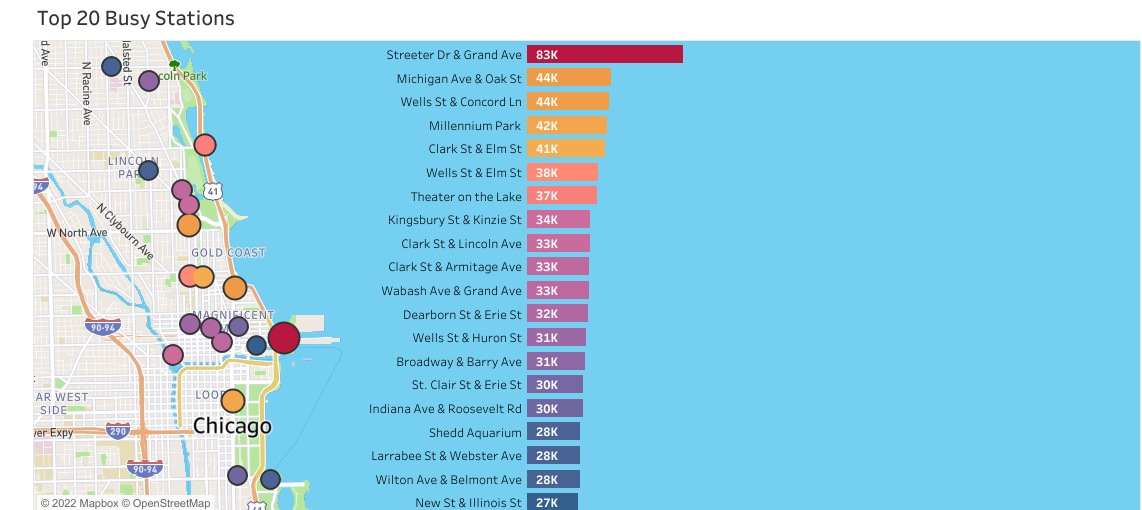 Top 20 Busy Stations
d Ave
alsted St
N Racine Ave
coln Park
LINCOLN
PARK
94
41
N Clybourn Ave
W North Ave
GOLD COAST
MAGNIFICENT
90-94
LOOP
AR WEST
SIDE
Chicago
ver Expy
290
90-94
41
© 2022 Mapbox © OpenStreetMap
Streeter Dr & Grand Ave 83K
Michigan Ave & Oak St 44K
Wells St & Concord Ln 44K
Millennium Park 42K
Clark St & Elm St 41K
Wells St & Elm St 38K
Theater on the Lake 37K
Kingsbury St & Kinzie St 34K
Clark St & Lincoln Ave 33K
Clark St & Armitage Ave 33K
Wabash Ave & Grand Ave 33K
Dearborn St & Erie St 32K
Wells St & Huron St 31K
Broadway & Barry Ave 31K
St. Clair St & Erie St 30K
Indiana Ave & Roosevelt Rd 30K
Shedd Aquarium 28K
Larrabee St & Webster Ave 28K
Wilton Ave & Belmont Ave 28K
New St & Illinois St 27K